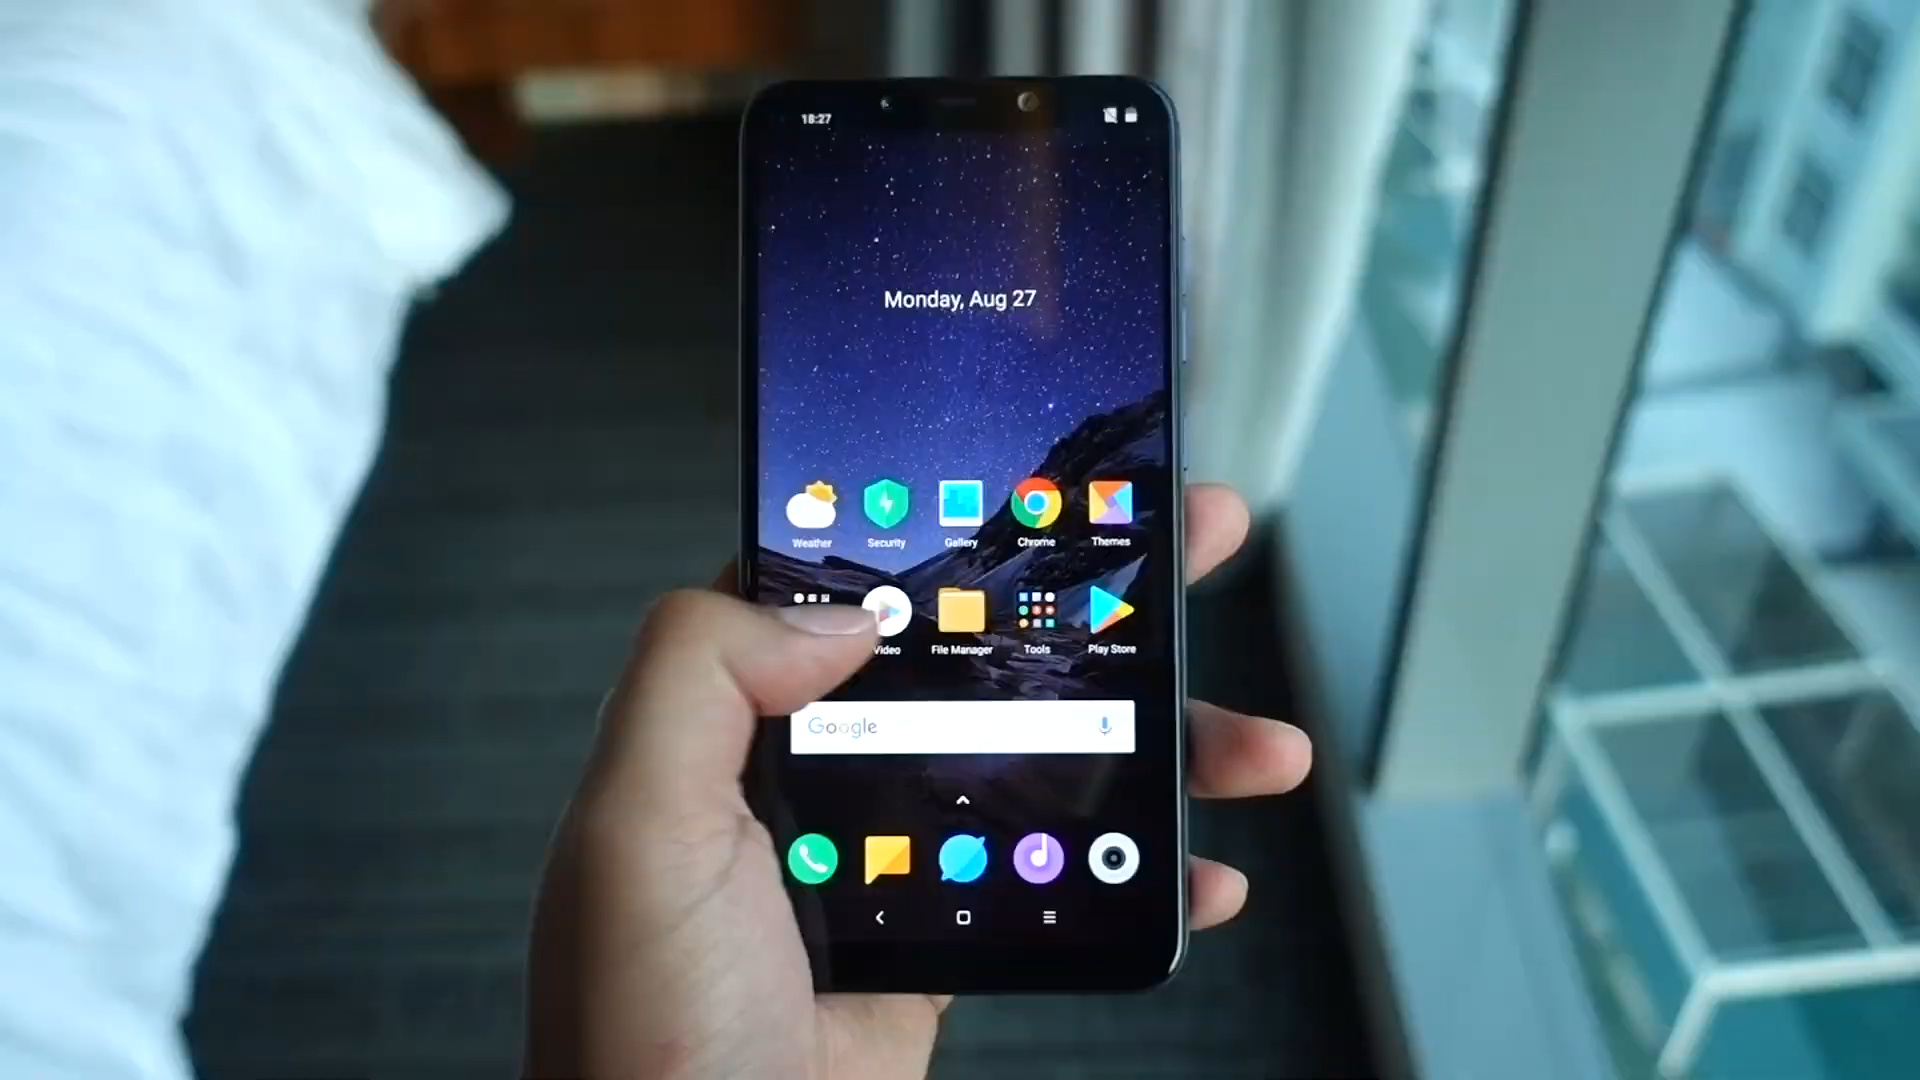 18:27
Monday, Aug 27
Weather Security Gallery Chrome Themes
Video File Manager Tools Play Store
Google